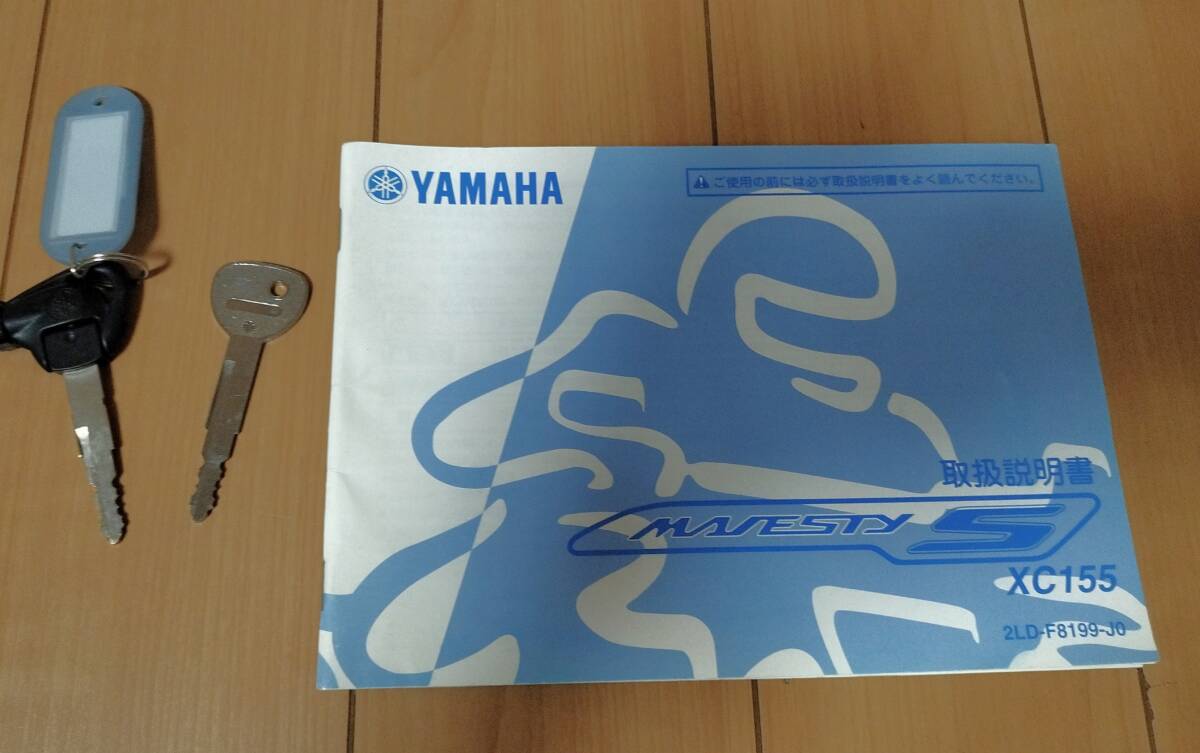 YAMAHA
ご使用の前には必ず取扱説明書をよく読んでください。
取扱説明書
MAJESTY S
XC155
2LD-F8199-J0